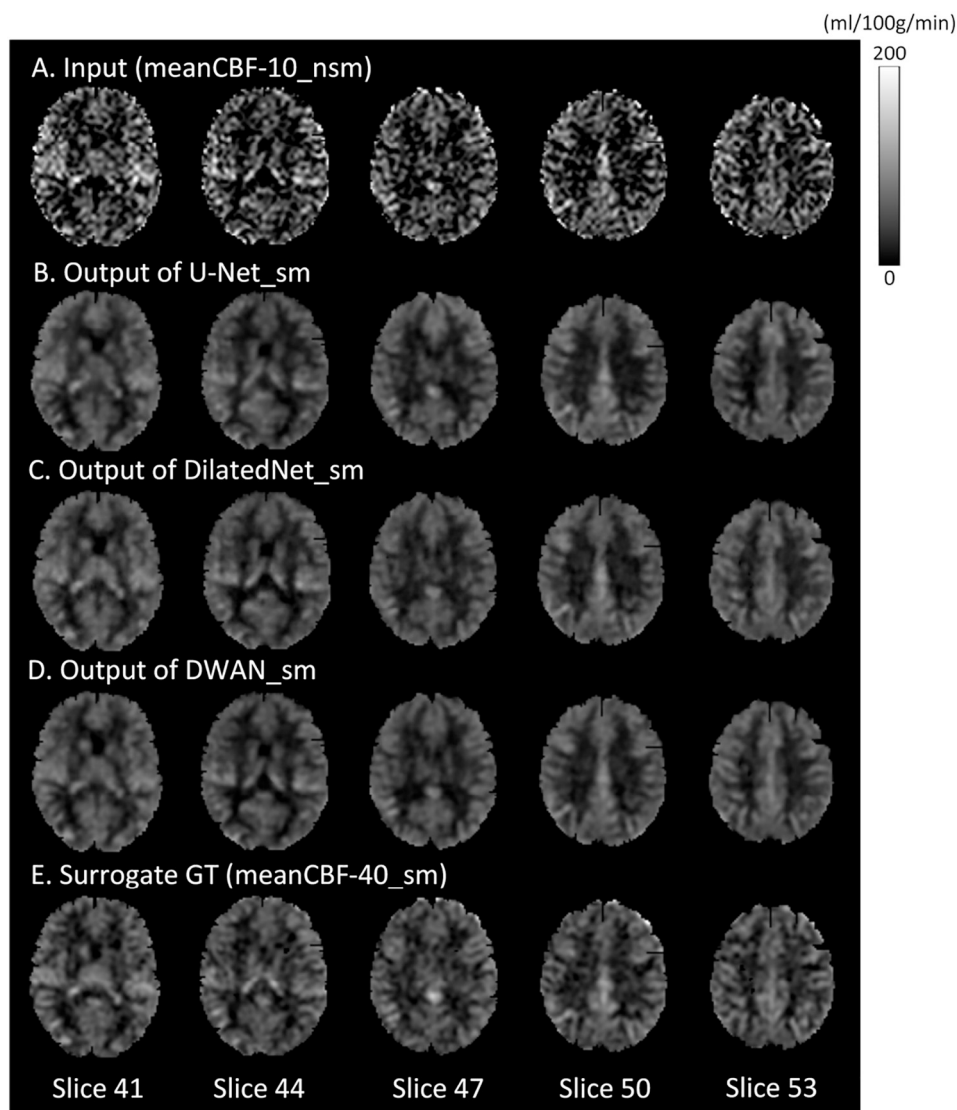 (ml/100g/min)
200
0
A. Input (meanCBF-10_nsm)
B. Output of U-Net_sm
C. Output of DilatedNet_sm
D. Output of DWAN_sm
E. Surrogate GT (meanCBF-40_sm)
Slice 41 Slice 44 Slice 47 Slice 50 Slice 53